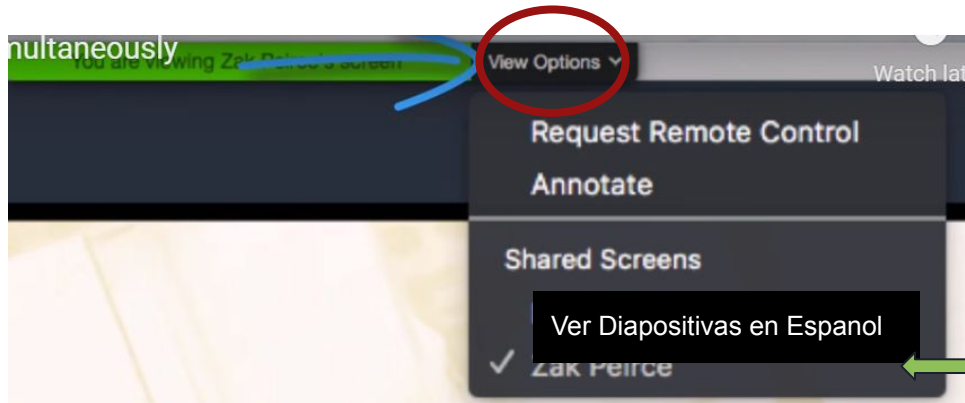 multaneously
You are viewing Zak Peirce's screen
View Options
Watch lat
Request Remote Control
Annotate
Shared Screens
Ver Diapositivas en Espanol
Zak Peirce